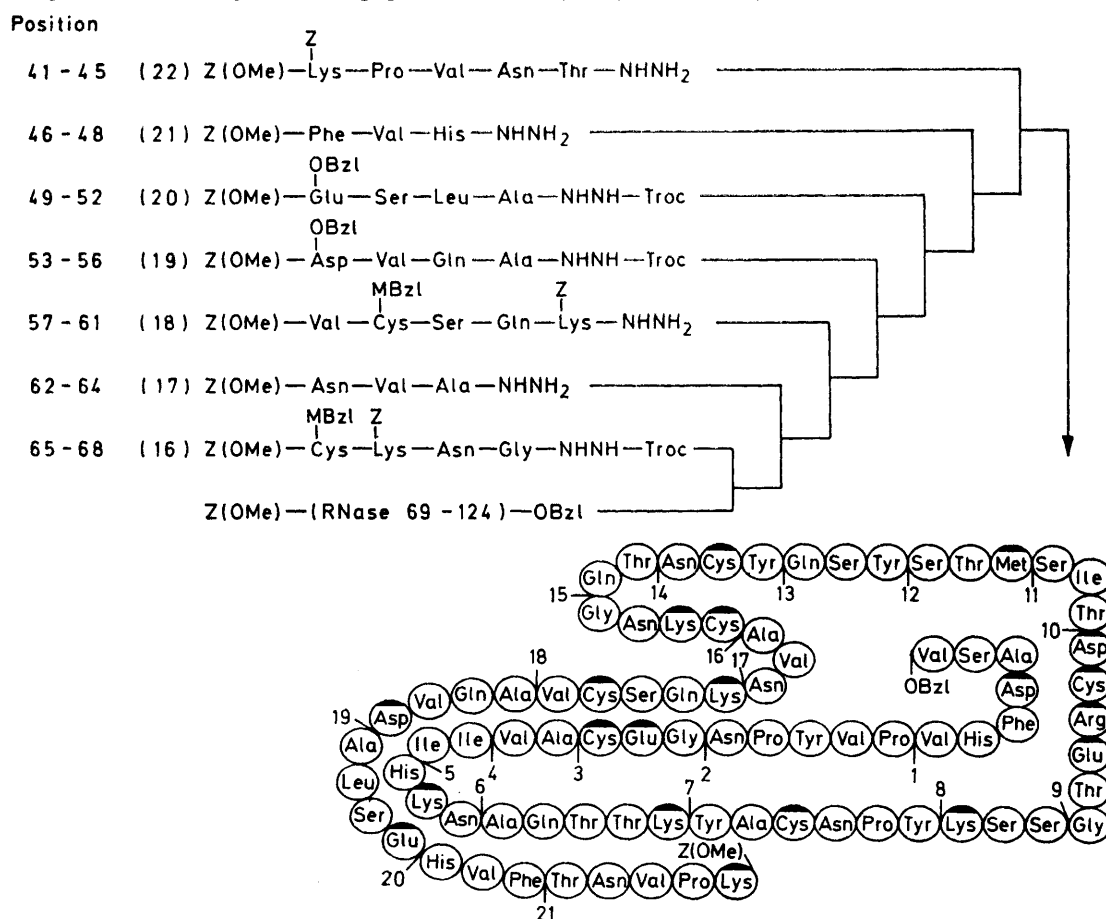 Position
Z
41 - 45 (22) Z(OMe)—Lys—Pro—Val—Asn—Thr—NHNH2
46 - 48 (21) Z(OMe)—Phe—Val—His—NHNH2
OBzl
49 - 52 (20) Z(OMe)—Glu—Ser—Leu—Ala—NHNH—Troc
OBzl
53 - 56 (19) Z(OMe)—Asp—Val—Gln—Ala—NHNH—Troc
MBzl Z
57 - 61 (18) Z(OMe)—Val—Cys—Ser—Gln—Lys—NHNH2
62 - 64 (17) Z(OMe)—Asn—Val—Ala—NHNH2
MBzl Z
65 - 68 (16) Z(OMe)—Cys—Lys—Asn—Gly—NHNH—Troc
Z(OMe)—(RNase 69 - 124)—OBzl
Gln Thr Asn Cys Tyr Gln Ser Tyr Ser Thr Met Ser Ile
15 14 13 12 11
Gly Asn Lys Cys Ala Thr
16 10
Val Val Ser Ala Asp
17 OBzl
18
Asp Val Gln Ala Val Cys Ser Gln Lys Asn Asp Cys
19
Ala Ile Ile Val Ala Cys Glu Gly Asn Pro Tyr Val Pro Val His Phe Arg
5 4 3 2 1
Leu His Glu
6 7 8 9
Ser Lys Asn Ala Gln Thr Thr Lys Tyr Ala Cys Asn Pro Tyr Lys Ser Ser Gly Thr
Z(OMe)
Glu His Val Phe Thr Asn Val Pro Lys
20 21